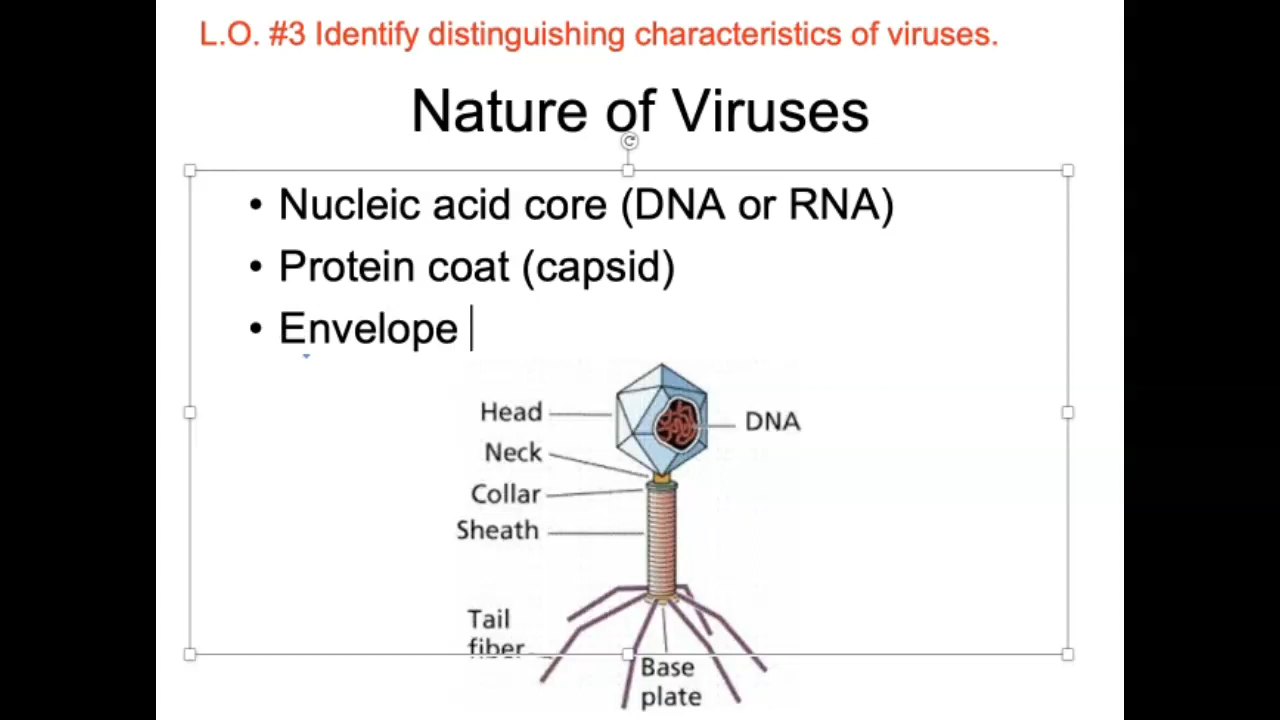 L.O. #3 Identify distinguishing characteristics of viruses.
Nature of Viruses
• Nucleic acid core (DNA or RNA)
• Protein coat (capsid)
• Envelope
Head
DNA
Neck
Collar
Sheath
Tail
fiber
Base
plate